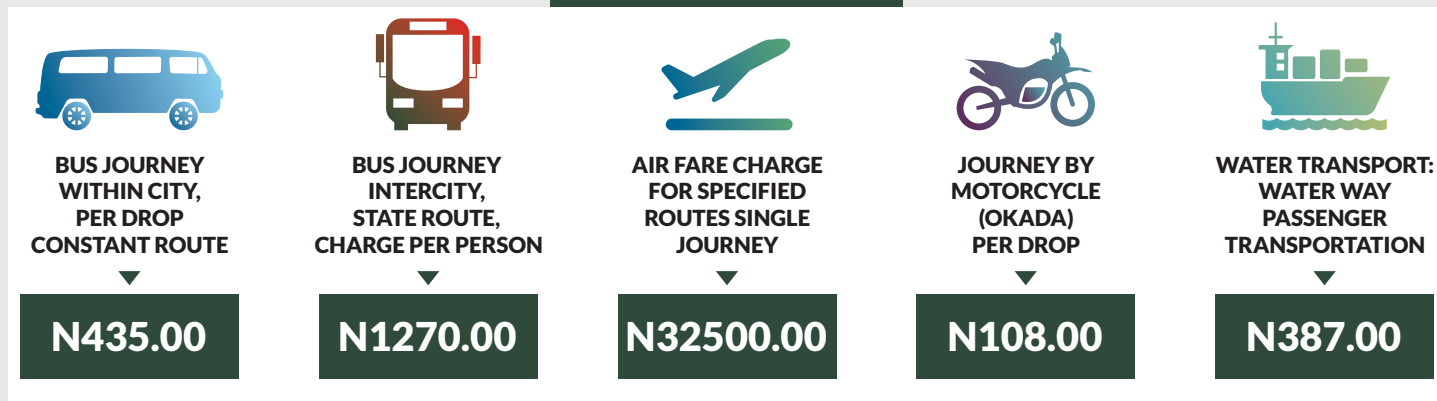 BUS JOURNEY
WITHIN CITY,
PER DROP
CONSTANT ROUTE
N435.00
BUS JOURNEY
INTERCITY,
STATE ROUTE,
CHARGE PER PERSON
N1270.00
AIR FARE CHARGE
FOR SPECIFIED
ROUTES SINGLE
JOURNEY
N32500.00
JOURNEY BY
MOTORCYCLE
(OKADA)
PER DROP
N108.00
WATER TRANSPORT:
WATER WAY
PASSENGER
TRANSPORTATION
N387.00